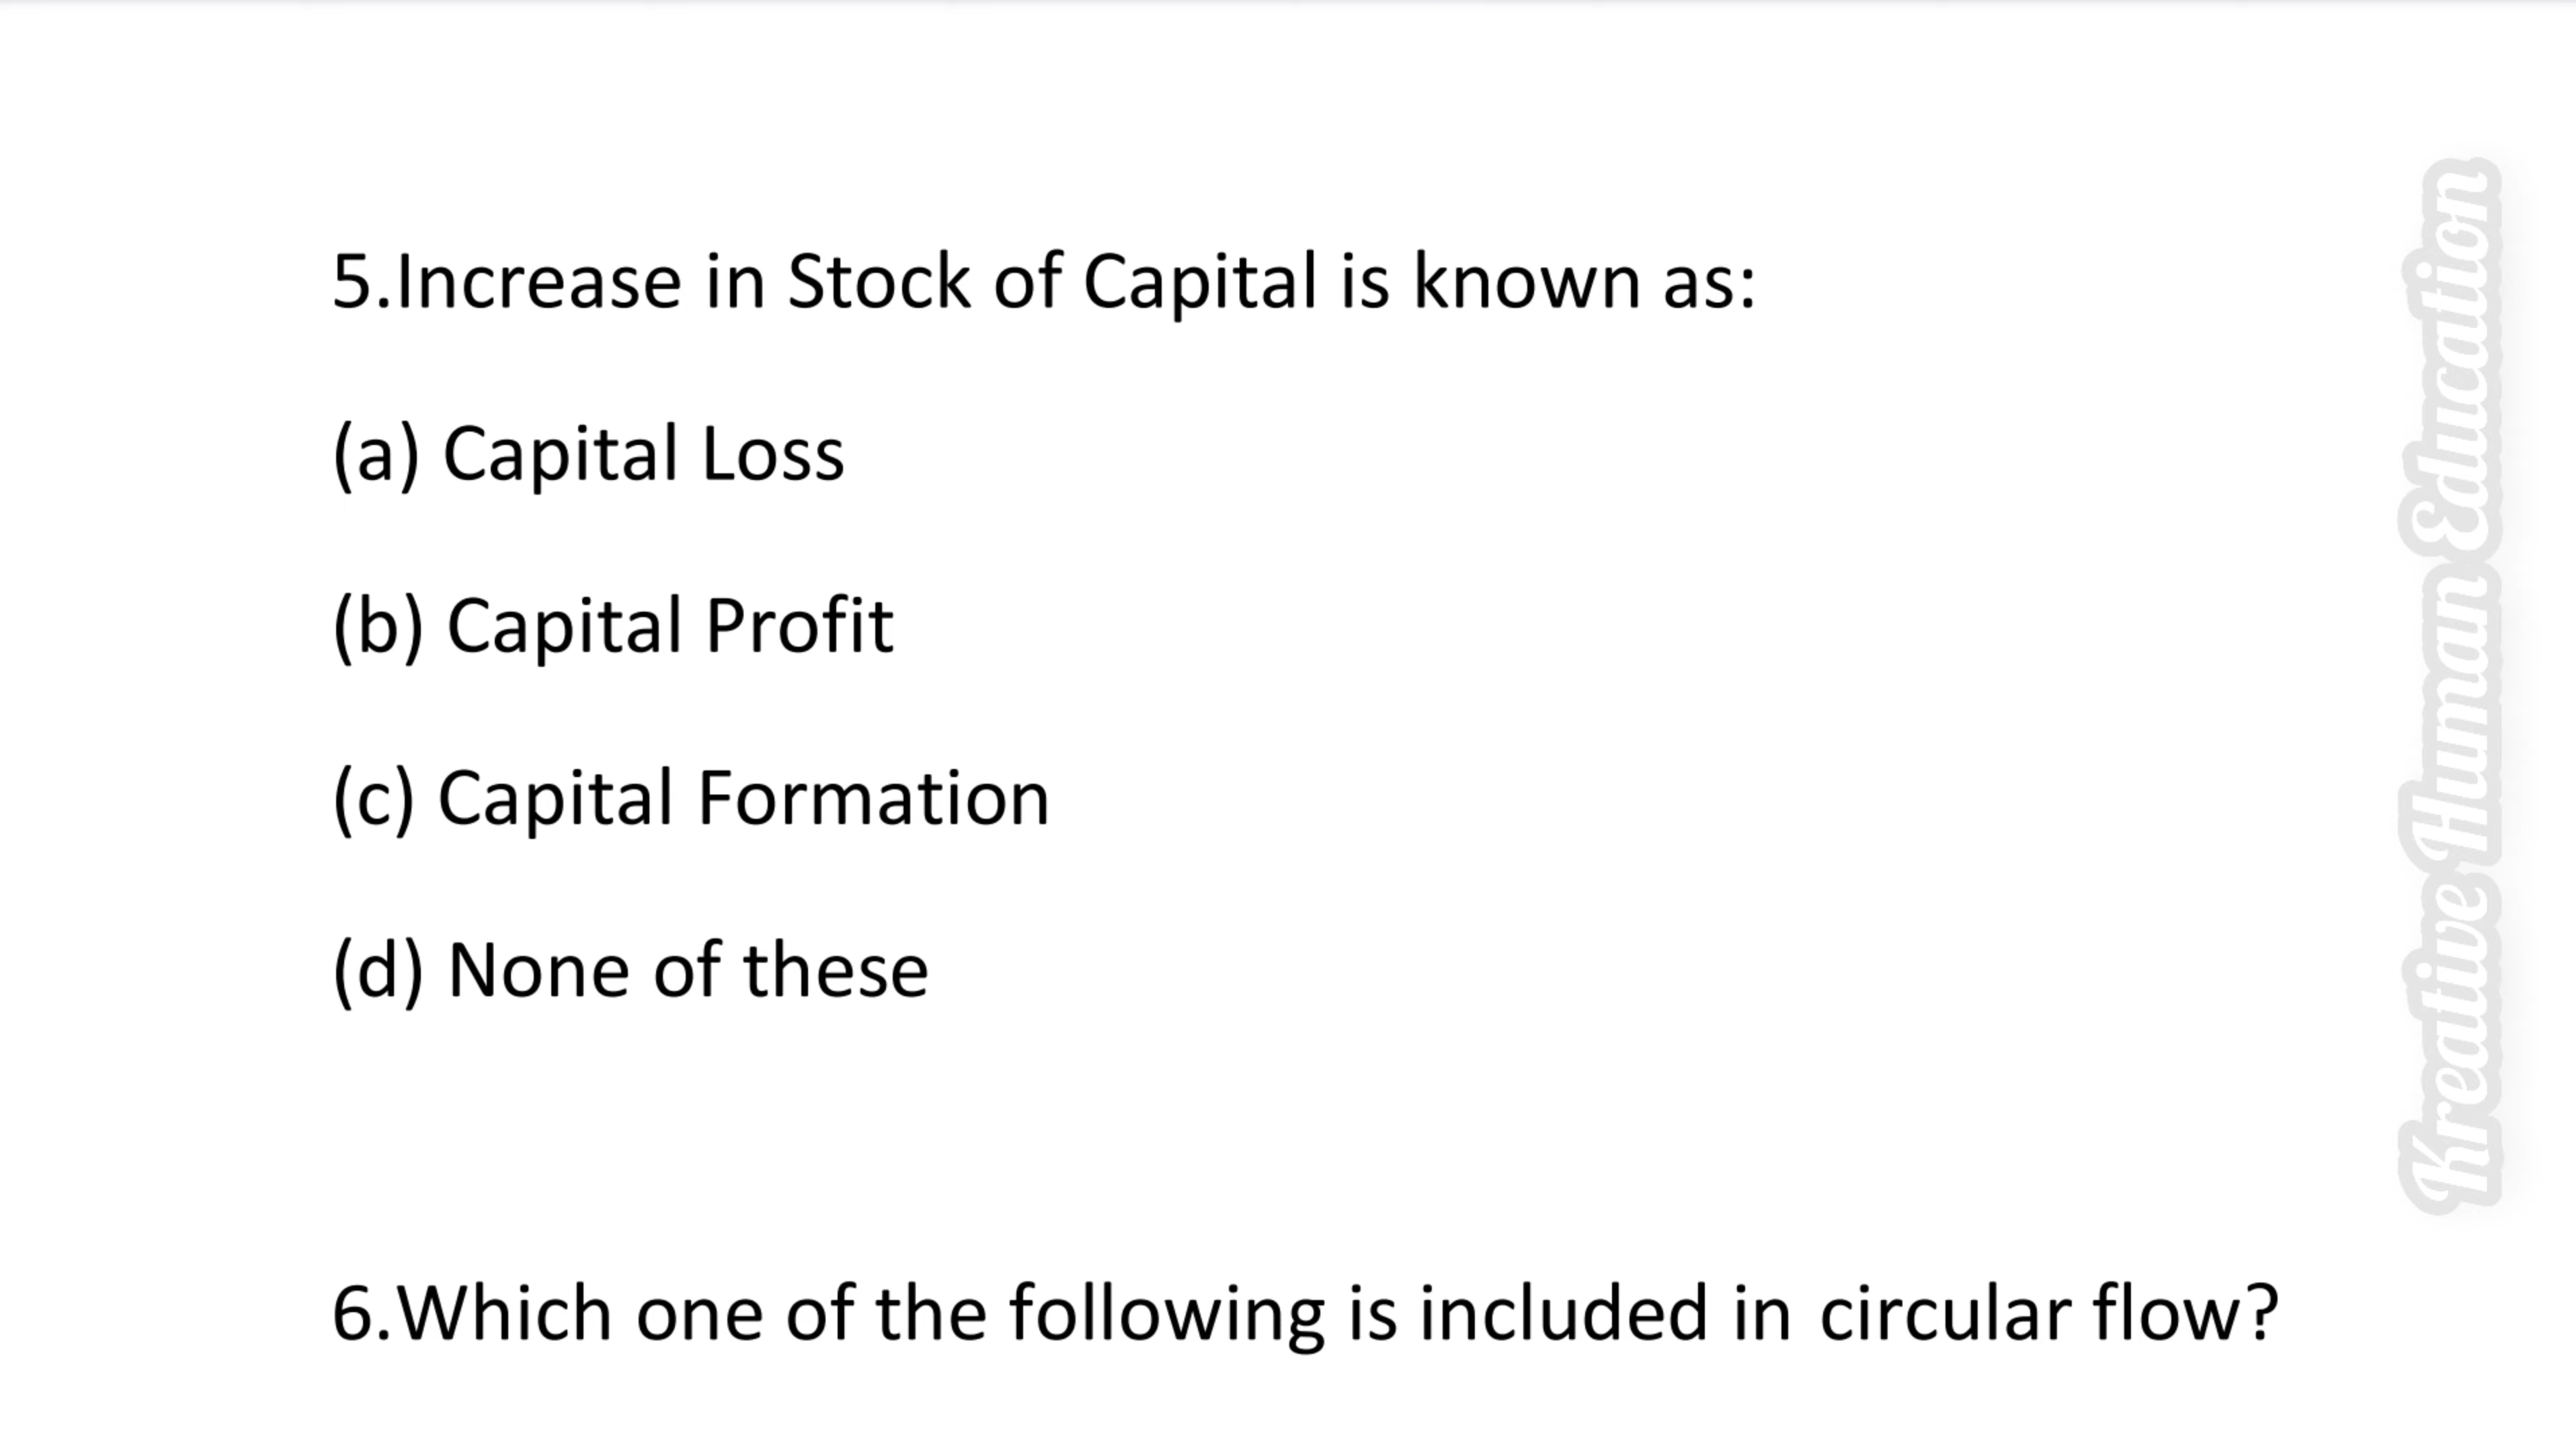 5.Increase in Stock of Capital is known as:
(a) Capital Loss
(b) Capital Profit
(c) Capital Formation
(d) None of these
6.Which one of the following is included in circular flow?
Kreative Human Education